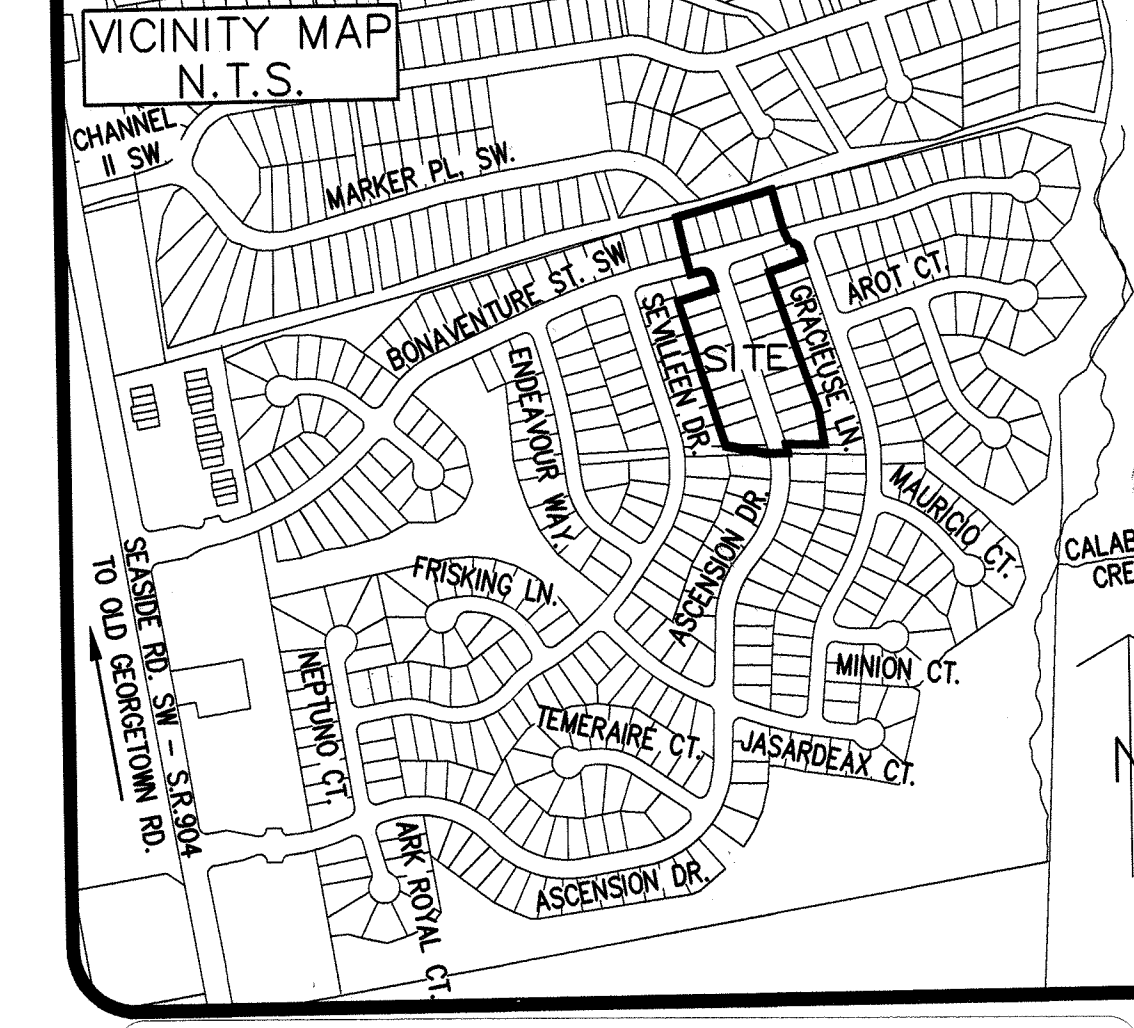 VICINITY MAP
N.T.S.
CHANNEL
II SW
MARKER PL. SW.
BONAVENTURE ST. SW
SEVILLEEN DR.
SITE
GRACIEUSE LN.
AROT CT.
ENDEAVOUR WAY.
MAURICIO CT.
CALAB
CRE
ASCENSION DR.
FRISKING LN.
SEASIDE RD. SW - S.R.904
TO OLD GEORGETOWN RD.
NEPTUNO CT.
MINION CT.
TEMERAIRE CT.
JASARDEAX CT.
ARK ROYAL CT.
ASCENSION DR.
N